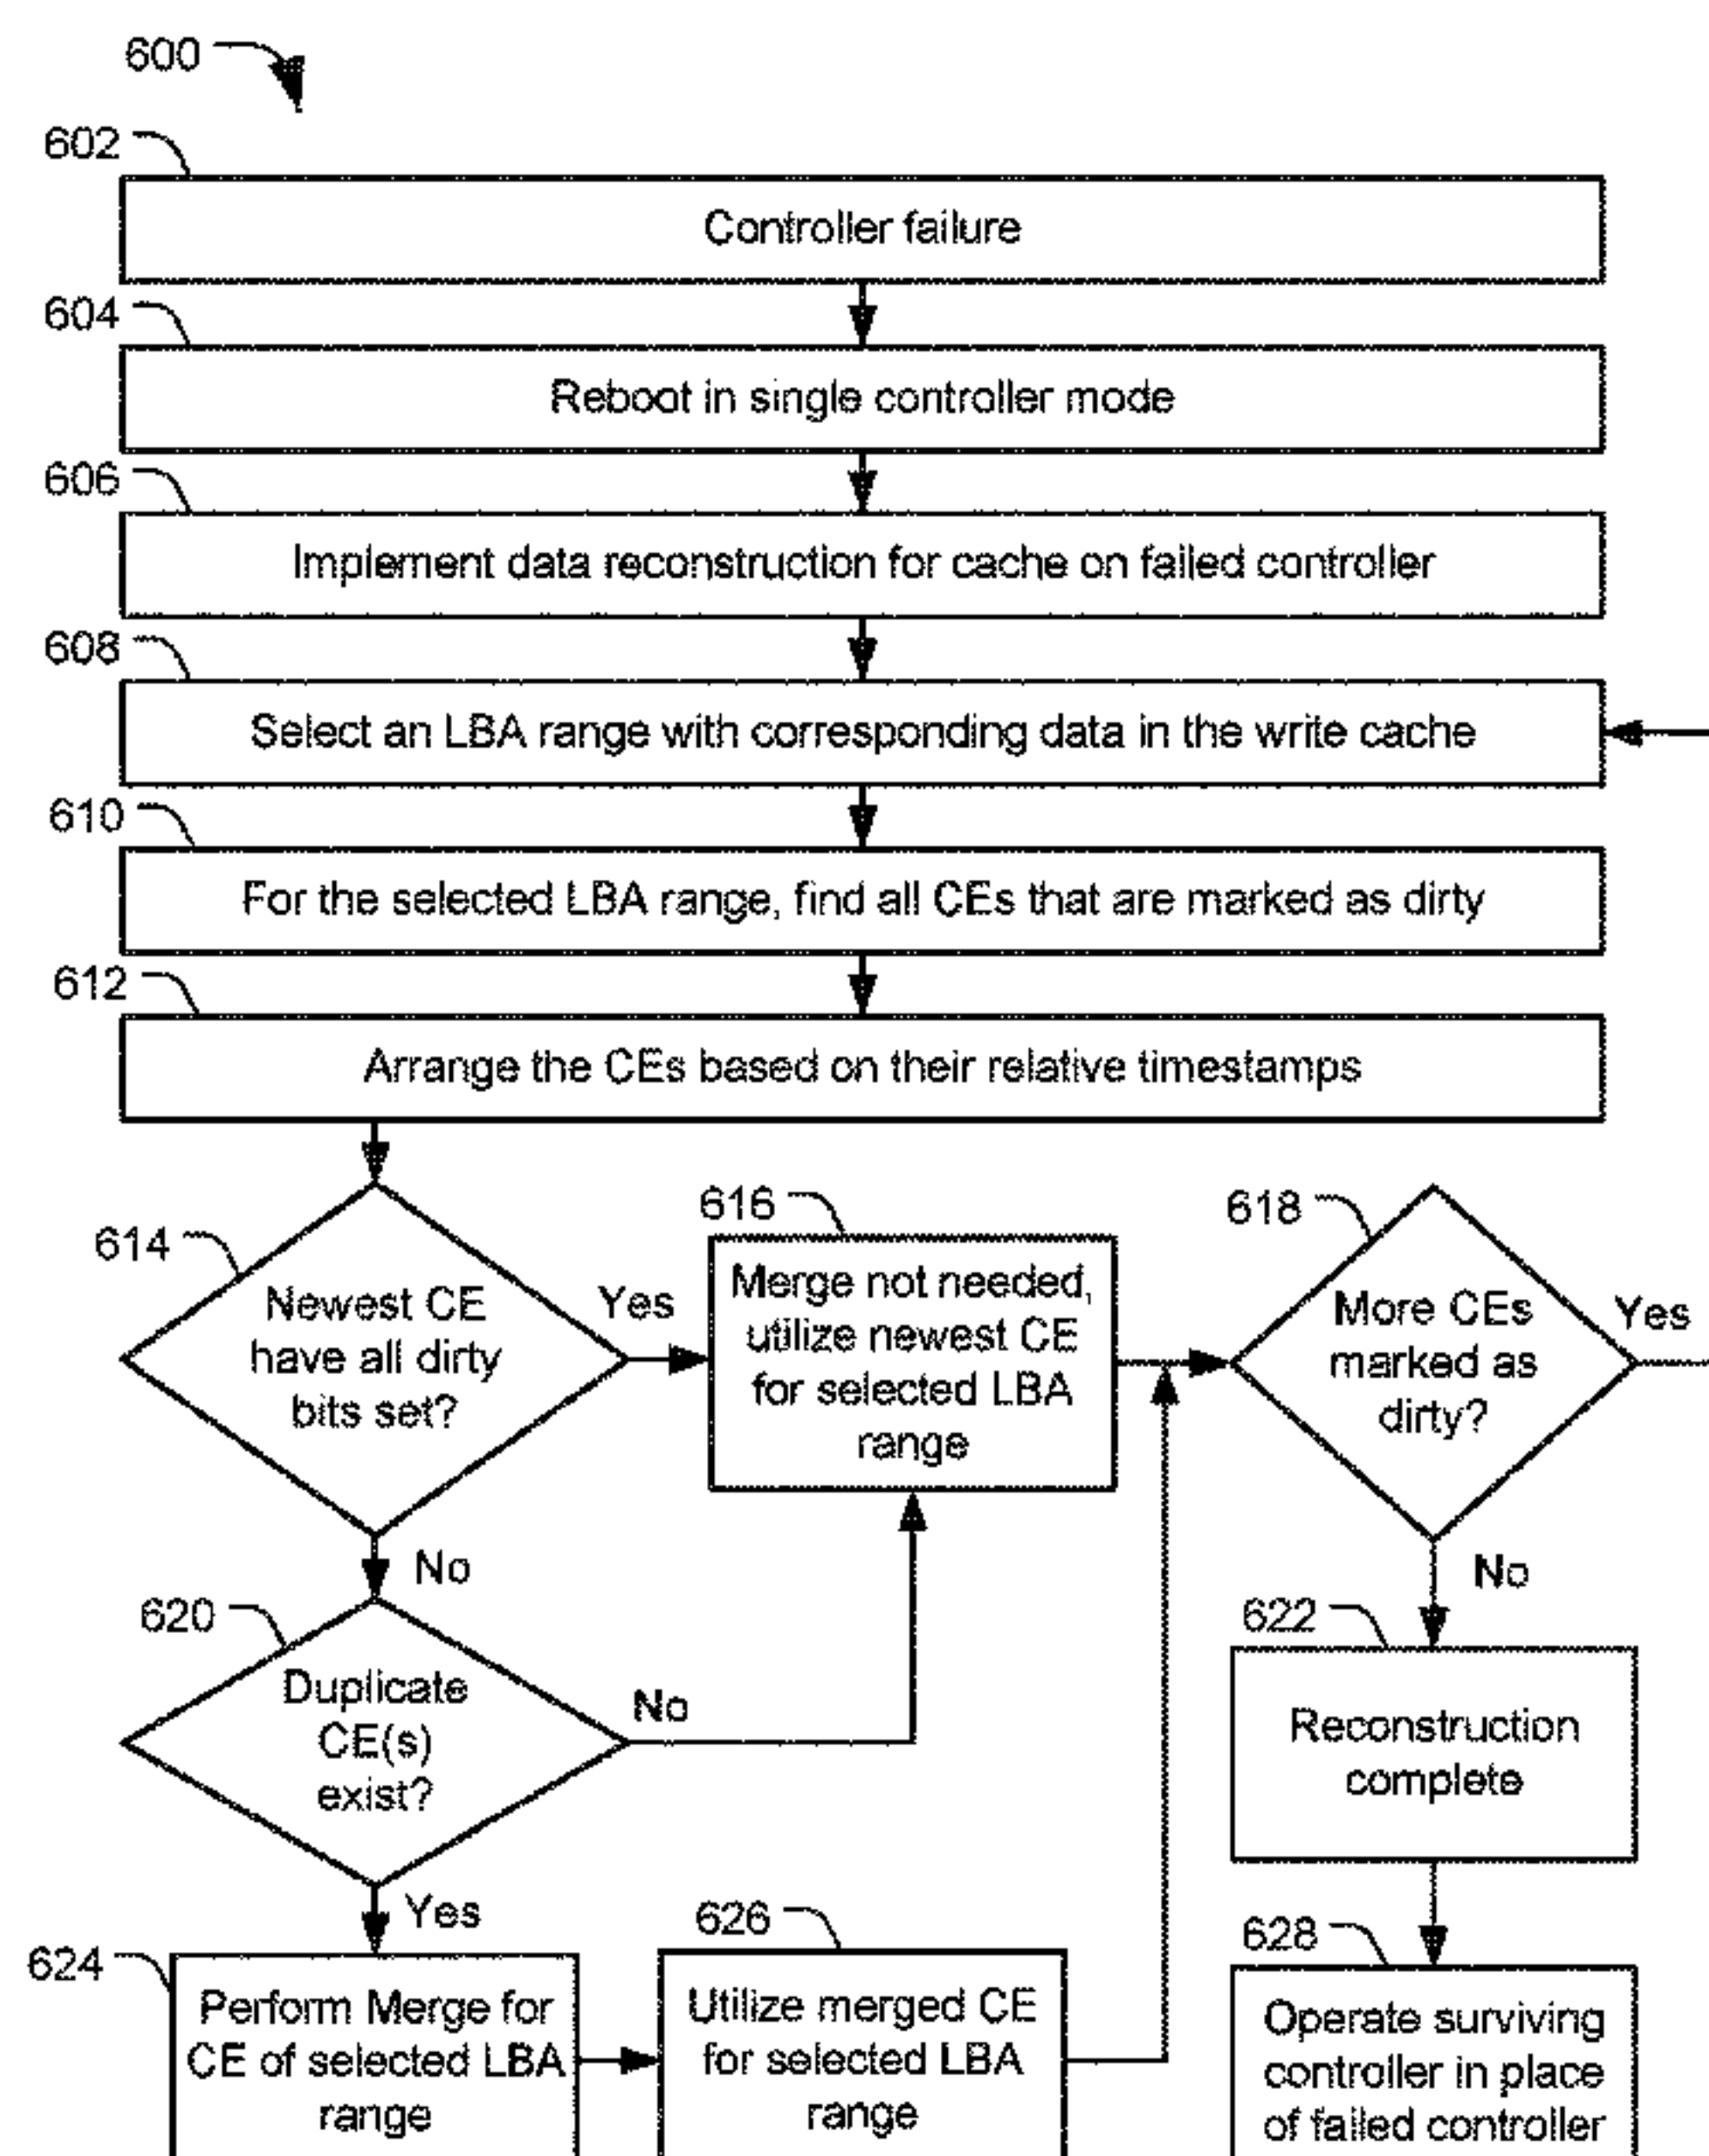 600
602
Controller failure
604
Reboot in single controller mode
606
Implement data reconstruction for cache on failed controller
608
Select an LBA range with corresponding data in the write cache
610
For the selected LBA range, find all CEs that are marked as dirty
612
Arrange the CEs based on their relative timestamps
614
Newest CE
have all dirty
bits set?
Yes
No
616
Merge not needed,
utilize newest CE
for selected LBA
range
618
More CEs
marked as
dirty?
Yes
No
620
Duplicate
CE(s)
exist?
No
Yes
622
Reconstruction
complete
624
Perform Merge for
CE of selected LBA
range
626
Utilize merged CE
for selected LBA
range
628
Operate surviving
controller in place
of failed controller